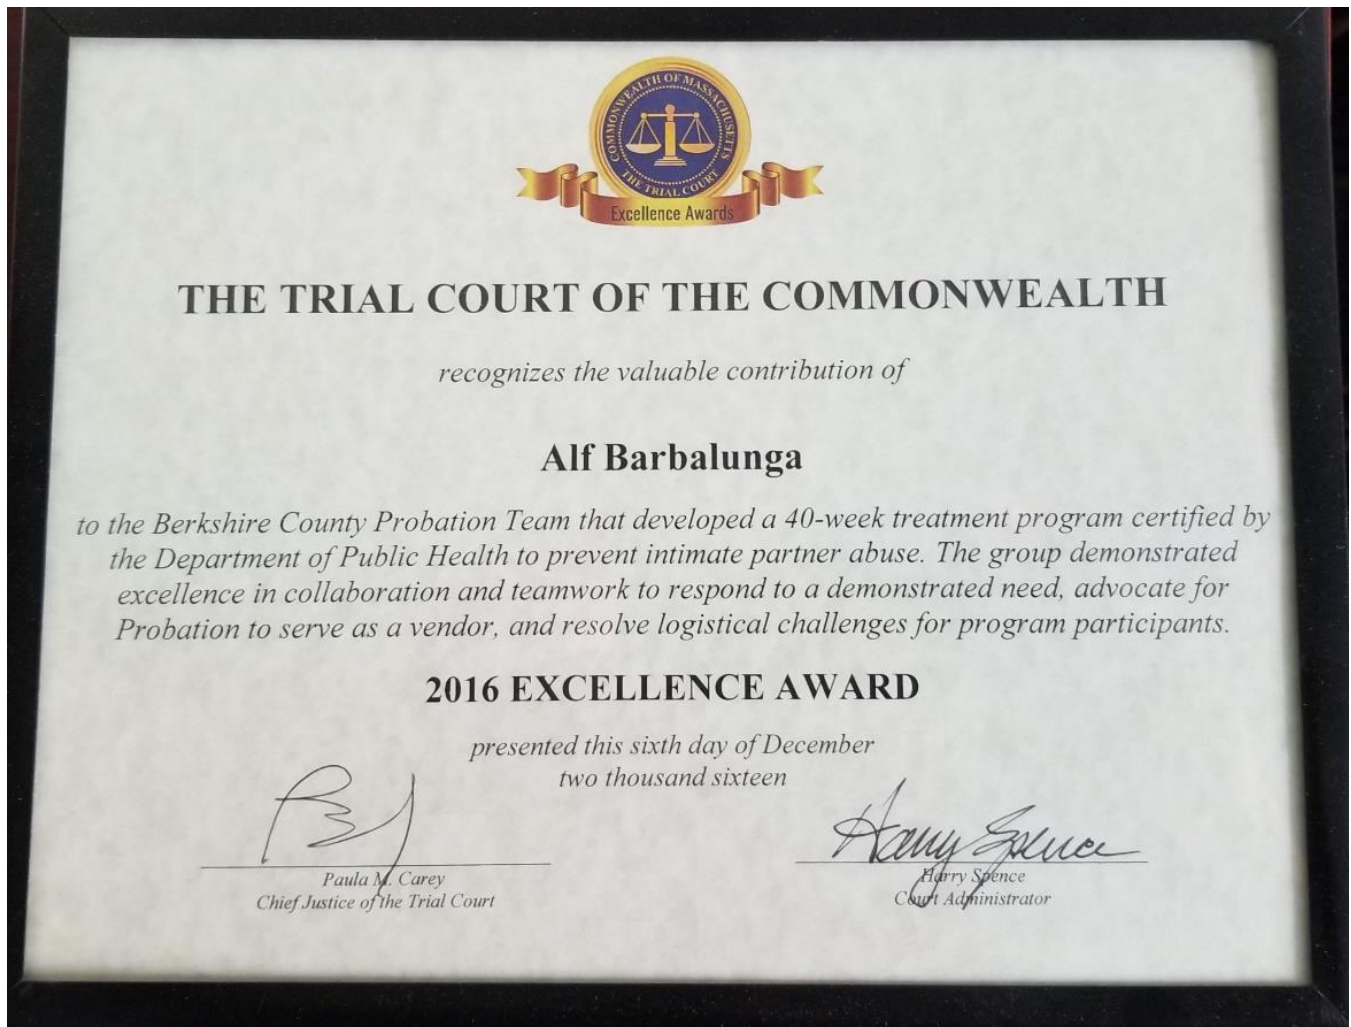 COMMONWEALTH OF MASSACHUSETTS
THE TRIAL COURT
Excellence Awards
THE TRIAL COURT OF THE COMMONWEALTH
recognizes the valuable contribution of
Alf Barbalunga
to the Berkshire County Probation Team that developed a 40-week treatment program certified by
the Department of Public Health to prevent intimate partner abuse. The group demonstrated
excellence in collaboration and teamwork to respond to a demonstrated need, advocate for
Probation to serve as a vendor, and resolve logistical challenges for program participants.
2016 EXCELLENCE AWARD
presented this sixth day of December
two thousand sixteen
Harry Spence
Paula M. Carey
Chief Justice of the Trial Court
Harry Spence
Court Administrator